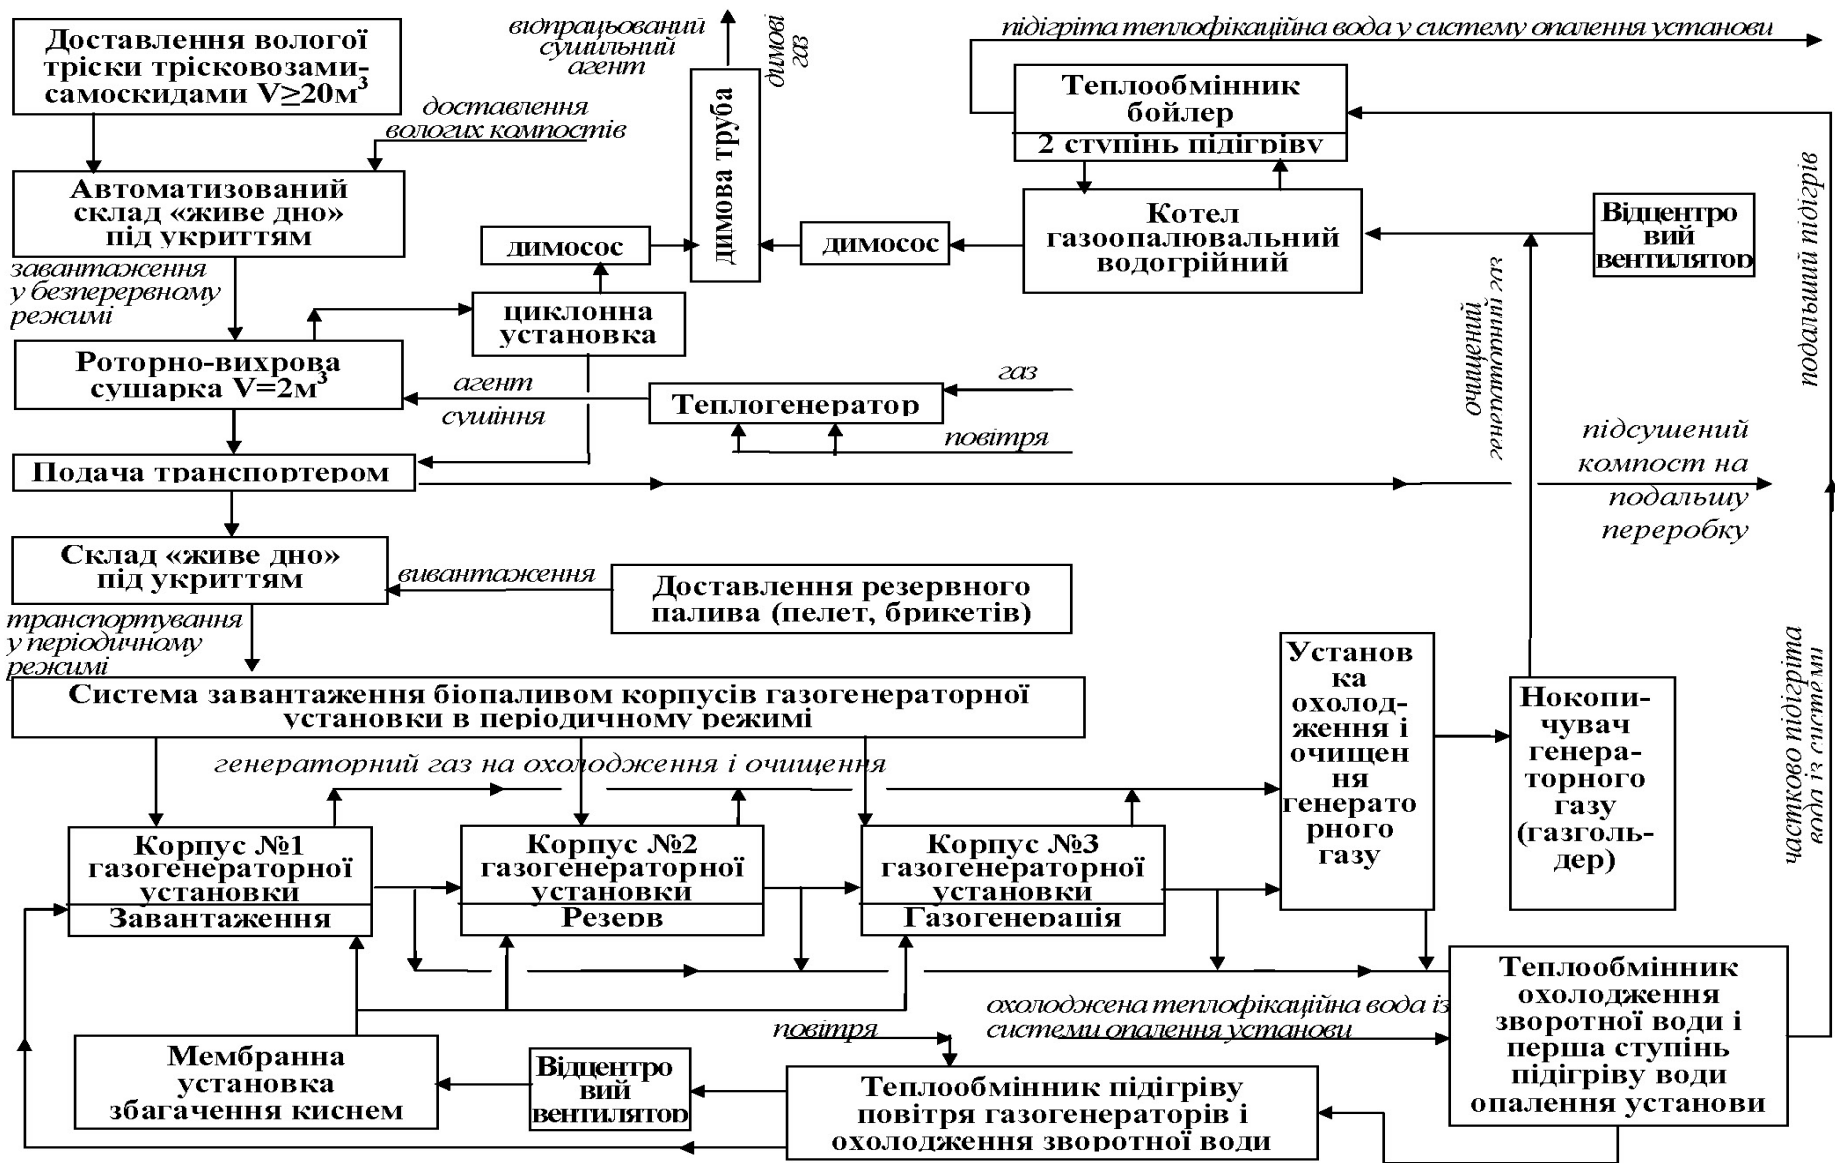 Доставлення вологої
тріски трісковозами-
самоскидами V≥20м³
відпрацьований
сушільний
агент
димові
газ
підігріта теплофікаційна вода у систему опалення установи
доставлення
вологих компостів
димова труба
Теплообмінник
бойлер
2 ступінь підігріву
Автоматизований
склад «живе дно»
під укриттям
димосос
димосос
Котел
газоопалювальний
водогрійний
Відцентро
вий
вентилятор
подальший підігрів
завантаження
у безперервному
режимі
циклонна
установка
очищений
генераторний газ
Роторно-вихрова
сушарка V=2м³
агент
сушіння
Теплогенератор
газ
повітря
підсушений
компост на
подальшу
переробку
Подача транспортером
Склад «живе дно»
під укриттям
вивантаження
Доставлення резервного
палива (пелет, брикетів)
транспортування
у періодичному
режимі
Система завантаження біопаливом корпусів газогенераторної
установки в періодичному режимі
Установ
ка
охолод-
ження і
очищен
ня
генерато
рного
газу
Нокопи-
чувач
генера-
торного
газу
(газголь-
дер)
частково підігріта
вода із системи
генераторний газ на охолодження і очищення
Корпус №1
газогенераторної
установки
Завантаження
Корпус №2
газогенераторної
установки
Резерв
Корпус №3
газогенераторної
установки
Газогенерація
охолоджена теплофікаційна вода із
системи опалення установи
повітря
Теплообмінник
охолодження
зворотної води і
перша ступінь
підігріву води
опалення установи
Мембранна
установка
збагачення киснем
Відцентро
вий
вентилятор
Теплообмінник підігріву
повітря газогенераторів і
охолодження зворотної води